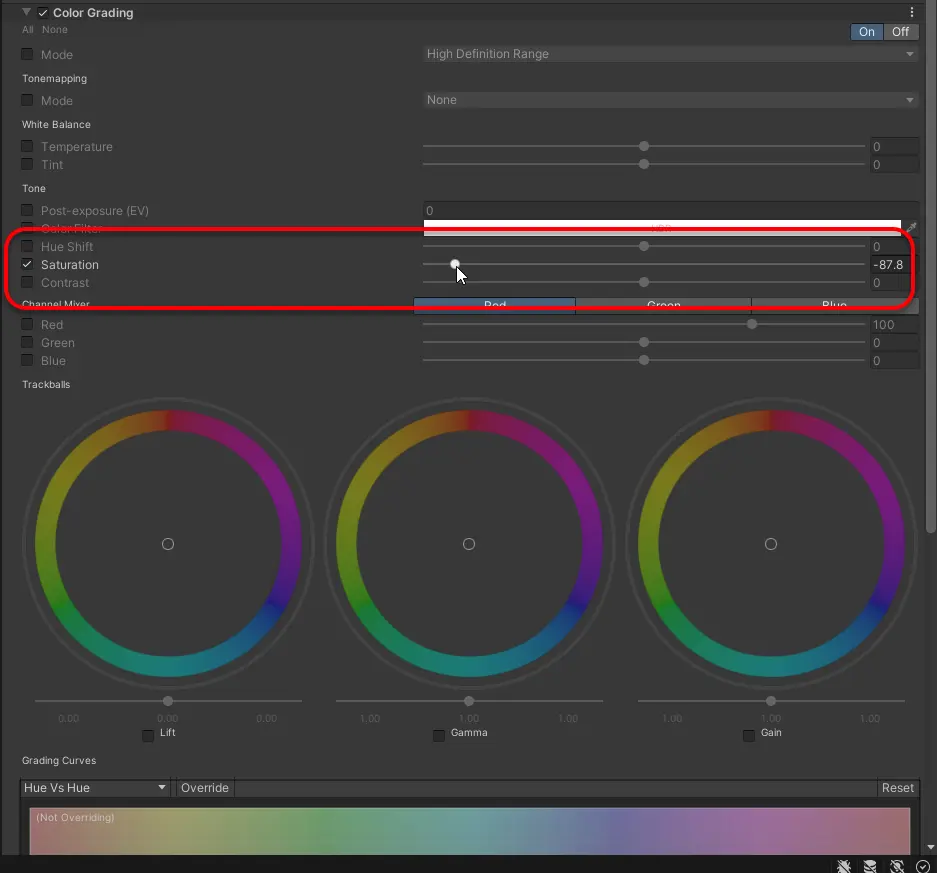 Color Grading
All None
On Off
Mode High Definition Range
Tonemapping
Mode None
White Balance
Temperature 0
Tint 0
Tone
Post-exposure (EV) 0
Color Filter HDR
Hue Shift 0
Saturation -87.8
Contrast 0
Channel Mixer Red Green Blue
Red 100
Green 0
Blue 0
Trackballs
0.00 0.00 0.00 1.00 1.00 1.00 1.00 1.00 1.00
Lift Gamma Gain
Grading Curves
Hue Vs Hue Override Reset
(Not Overriding)